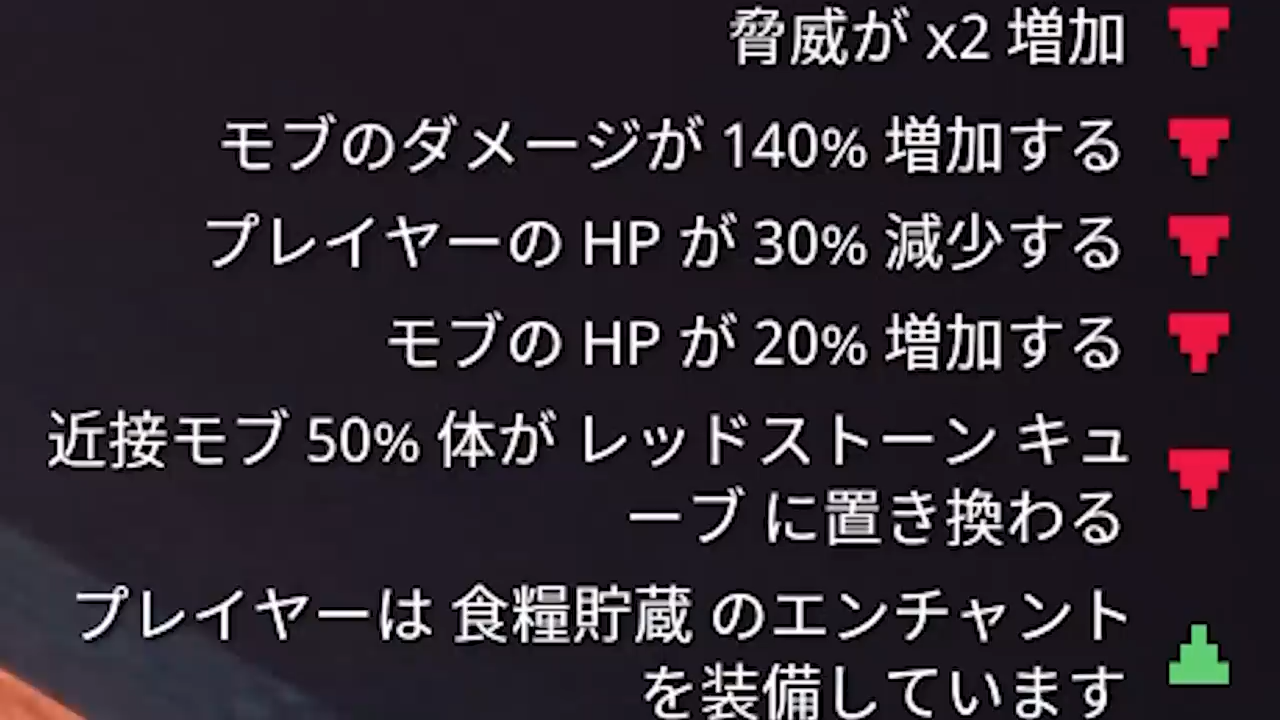 脅威が x2 増加
モブのダメージが 140% 増加する
プレイヤーの HP が 30% 減少する
モブの HP が 20% 増加する
近接モブ 50% 体が レッドストーン キュ
ーブ に置き換わる
プレイヤーは 食糧貯蔵 のエンチャント
を装備しています